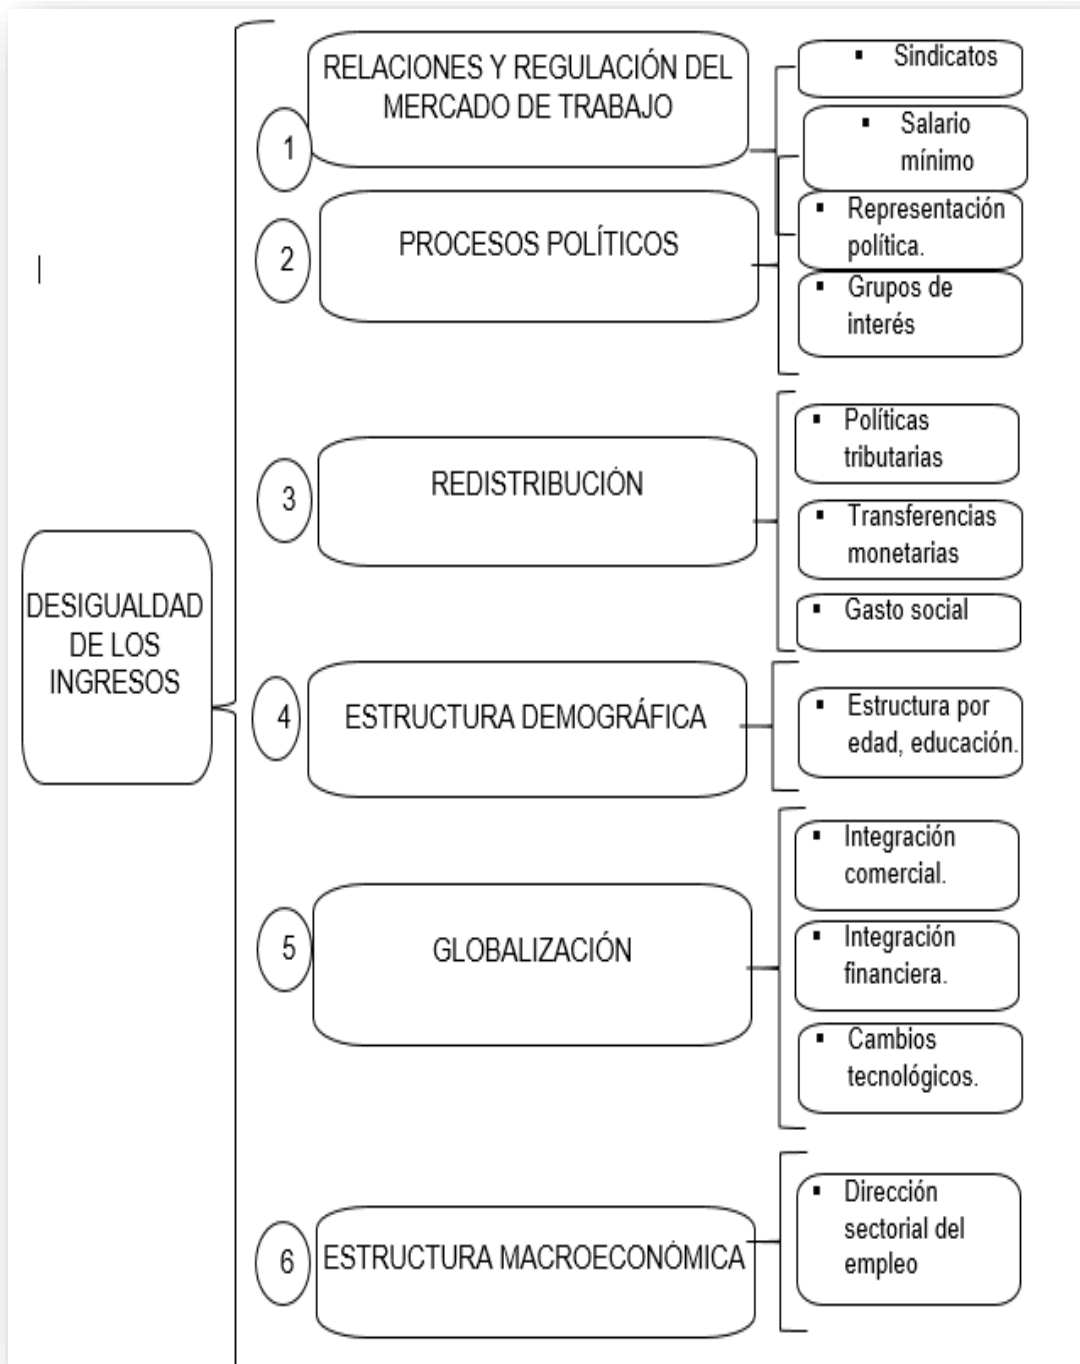 DESIGUALDAD
DE LOS
INGRESOS
1
RELACIONES Y REGULACIÓN DEL
MERCADO DE TRABAJO
▪ Sindicatos
▪ Salario
mínimo
2
PROCESOS POLÍTICOS
▪ Representación
política.
▪ Grupos de
interés
3
REDISTRIBUCIÓN
▪ Políticas
tributarias
▪ Transferencias
monetarias
▪ Gasto social
4
ESTRUCTURA DEMOGRÁFICA
▪ Estructura por
edad, educación.
5
GLOBALIZACIÓN
▪ Integración
comercial.
▪ Integración
financiera.
▪ Cambios
tecnológicos.
6
ESTRUCTURA MACROECONÓMICA
▪ Dirección
sectorial del
empleo